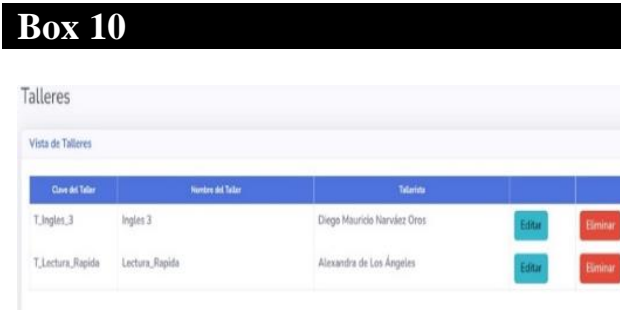 Box 10
Talleres
Vista de Talleres
Clave del Taller Nombre del Taller Tallerista
T_Ingles_3 Ingles 3 Diego Mauricio Narváez Oros Editar Eliminar
T_Lectura_Rapida Lectura_Rapida Alexandra de Los Ángeles Editar Eliminar